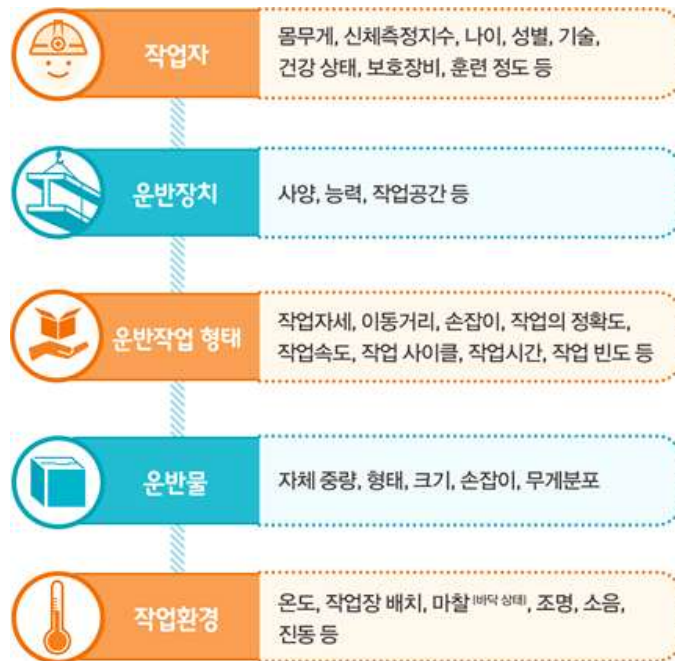 작업자
몸무게, 신체측정지수, 나이, 성별, 기술,
건강 상태, 보호장비, 훈련 정도 등
운반장치
사양, 능력, 작업공간 등
운반작업 형태
작업자세, 이동거리, 손잡이, 작업의 정확도,
작업속도, 작업 사이클, 작업시간, 작업 빈도 등
운반물
자체 중량, 형태, 크기, 손잡이, 무게분포
작업환경
온도, 작업장 배치, 마찰(바닥 상태), 조명, 소음,
진동 등